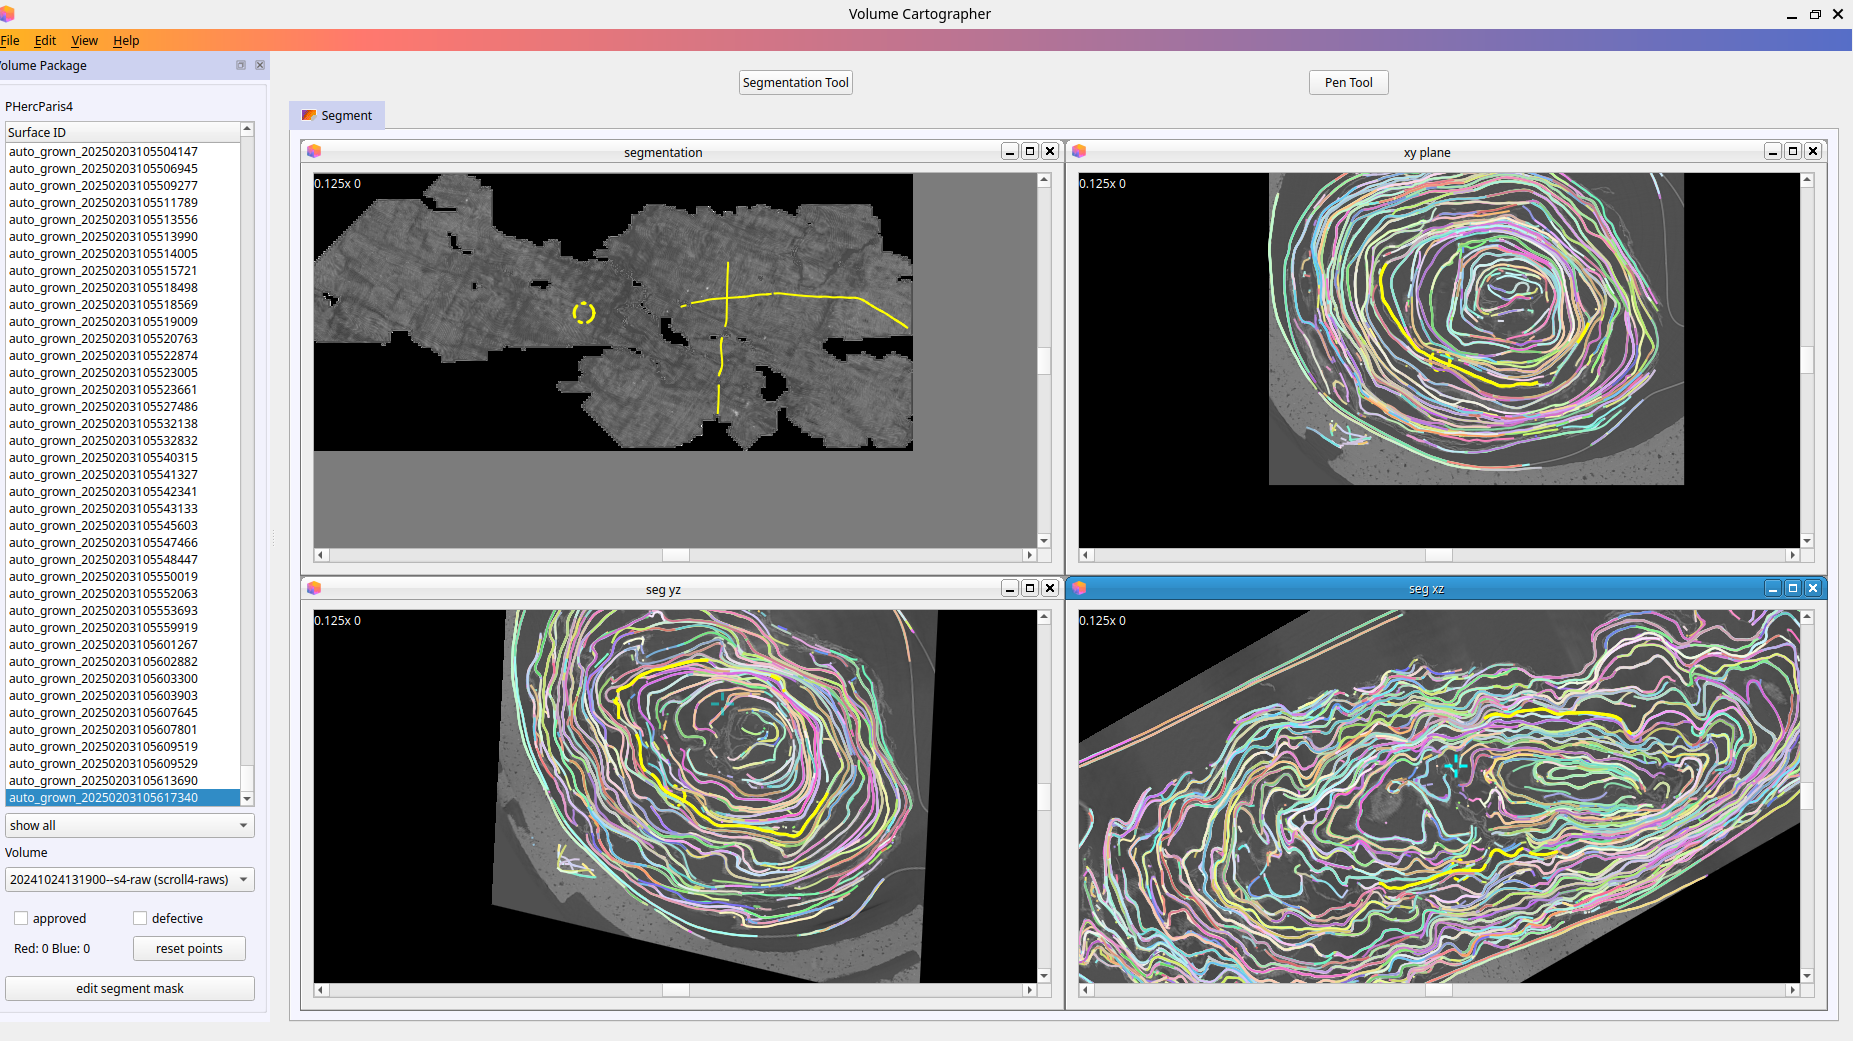 Volume Cartographer
File Edit View Help
olume Package
Segmentation Tool
Pen Tool
PHercParis4
Segment
Surface ID
auto_grown_20250203105504147
auto_grown_20250203105506945
auto_grown_20250203105509277
auto_grown_20250203105511789
auto_grown_20250203105513556
auto_grown_20250203105513990
auto_grown_20250203105514005
auto_grown_20250203105515721
auto_grown_20250203105518498
auto_grown_20250203105518569
auto_grown_20250203105519009
auto_grown_20250203105520763
auto_grown_20250203105522874
auto_grown_20250203105523005
auto_grown_20250203105523661
auto_grown_20250203105527486
auto_grown_20250203105532138
auto_grown_20250203105532832
auto_grown_20250203105540315
auto_grown_20250203105541327
auto_grown_20250203105542341
auto_grown_20250203105543133
auto_grown_20250203105545603
auto_grown_20250203105547466
auto_grown_20250203105548447
auto_grown_20250203105550019
auto_grown_20250203105552063
auto_grown_20250203105553693
auto_grown_20250203105559919
auto_grown_20250203105601267
auto_grown_20250203105602882
auto_grown_20250203105603300
auto_grown_20250203105603903
auto_grown_20250203105607645
auto_grown_20250203105607801
auto_grown_20250203105609519
auto_grown_20250203105609529
auto_grown_20250203105613690
auto_grown_20250203105617340
show all
Volume
20241024131900--s4-raw (scroll4-raws)
approved
defective
Red: 0 Blue: 0
reset points
edit segment mask
segmentation
0.125x 0
xy plane
0.125x 0
seg yz
0.125x 0
seg xz
0.125x 0